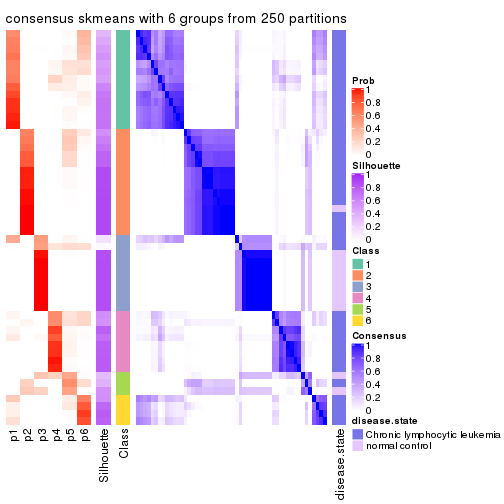 consensus skmeans with 6 groups from 250 partitions
Prob
1
0.8
0.6
0.4
0.2
0
Silhouette
1
0.8
0.6
0.4
0.2
0
Class
1
2
3
4
5
6
Consensus
1
0.8
0.6
0.4
0.2
0
disease.state
Chronic lymphocytic leukemia
normal control
p1
p2
p3
p4
p5
p6
Silhouette
Class
disease.state